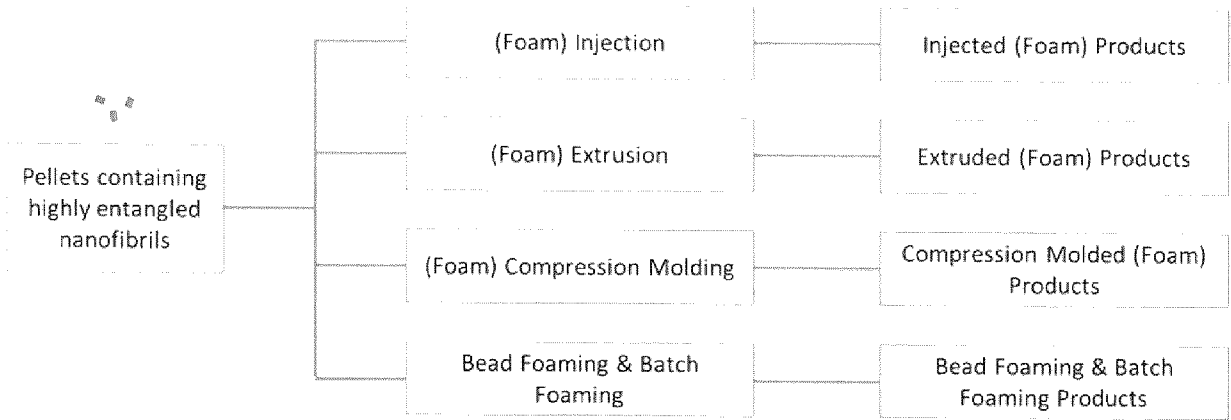 Pellets containing
highly entangled
nanofibrils
(Foam) Injection
Injected (Foam) Products
(Foam) Extrusion
Extruded (Foam) Products
(Foam) Compression Molding
Compression Molded (Foam)
Products
Bead Foaming & Batch
Foaming
Bead Foaming & Batch
Foaming Products